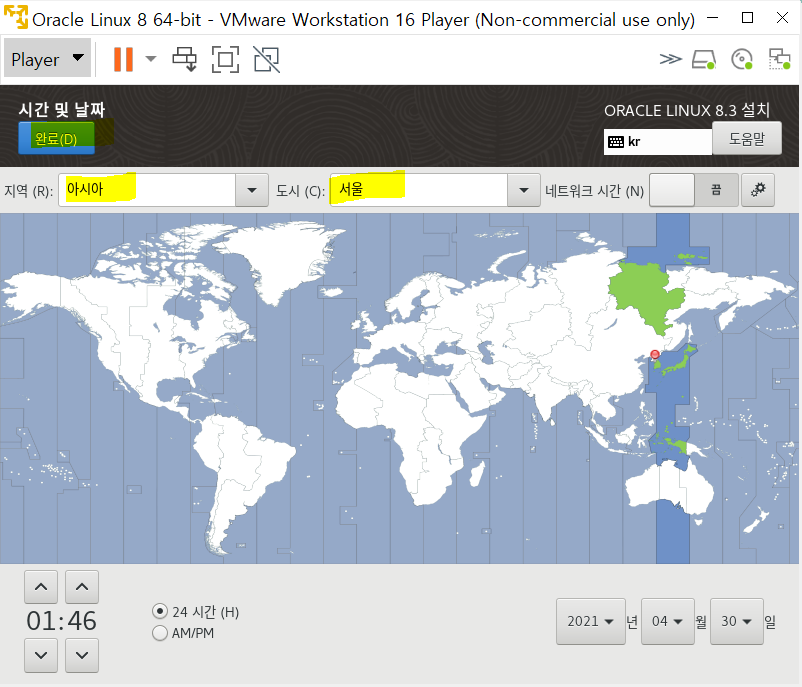 Oracle Linux 8 64-bit - VMware Workstation 16 Player (Non-commercial use only)
Player
시간 및 날짜
ORACLE LINUX 8.3 설치
완료(D)
kr
도움말
지역 (R): 아시아 도시 (C): 서울 네트워크 시간 (N) 끔
01:46
24 시간 (H)
AM/PM
2021 년 04 월 30 일